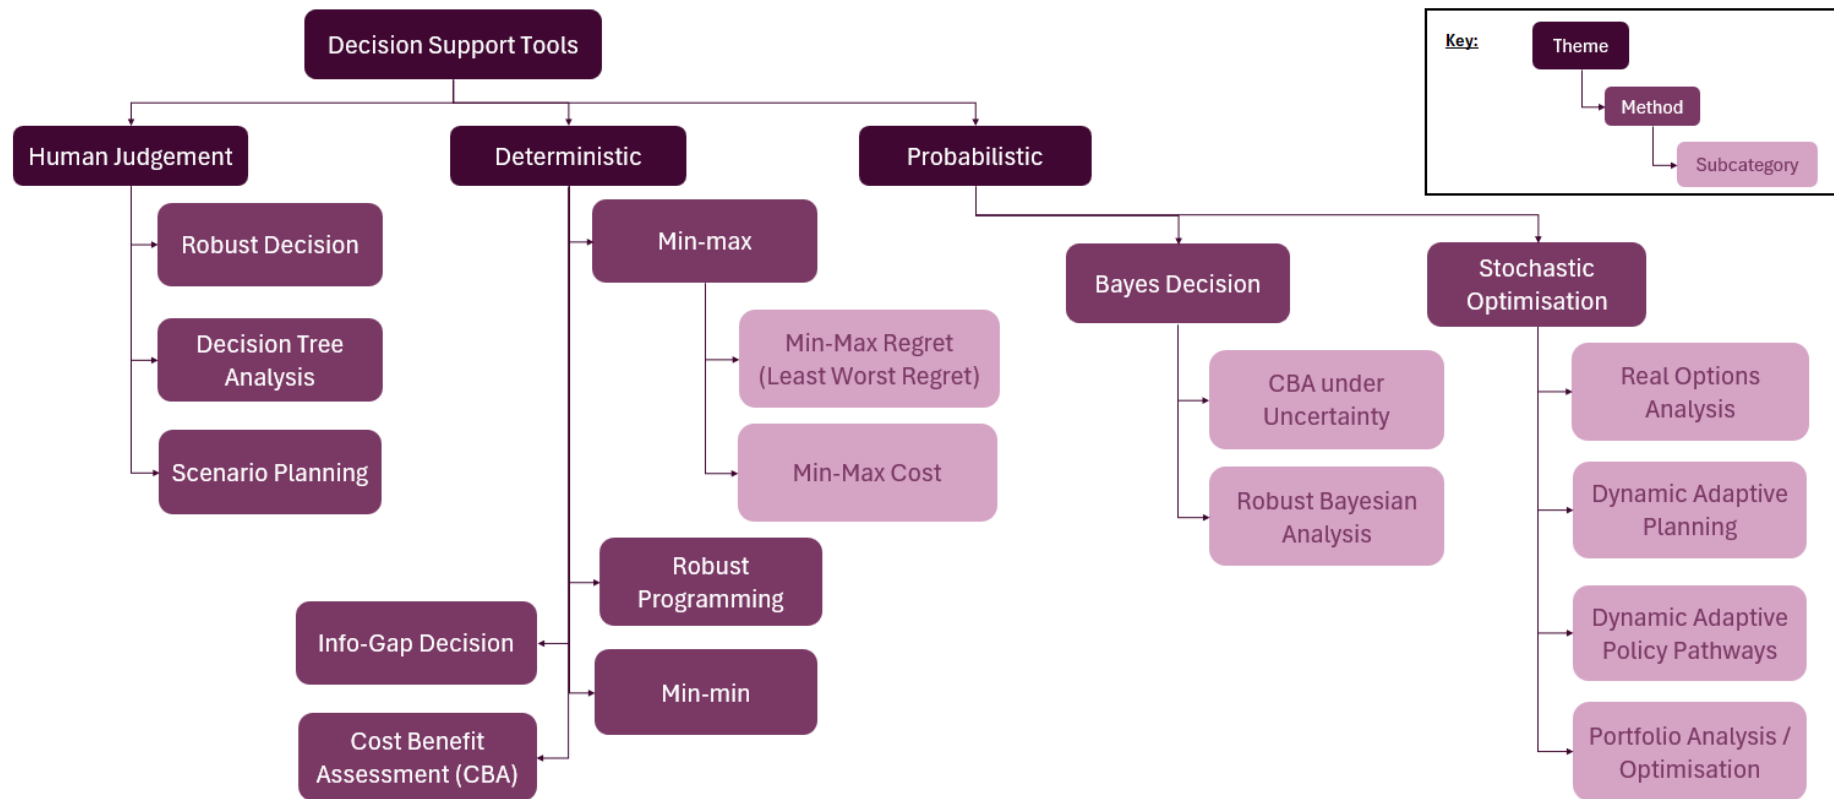 Decision Support Tools
Key:
Theme
Method
Subcategory
Human Judgement
Deterministic
Probabilistic
Robust Decision
Decision Tree
Analysis
Scenario Planning
Min-max
Min-Max Regret
(Least Worst Regret)
Min-Max Cost
Robust
Programming
Info-Gap Decision
Min-min
Cost Benefit
Assessment (CBA)
Bayes Decision
CBA under
Uncertainty
Robust Bayesian
Analysis
Stochastic
Optimisation
Real Options
Analysis
Dynamic Adaptive
Planning
Dynamic Adaptive
Policy Pathways
Portfolio Analysis /
Optimisation